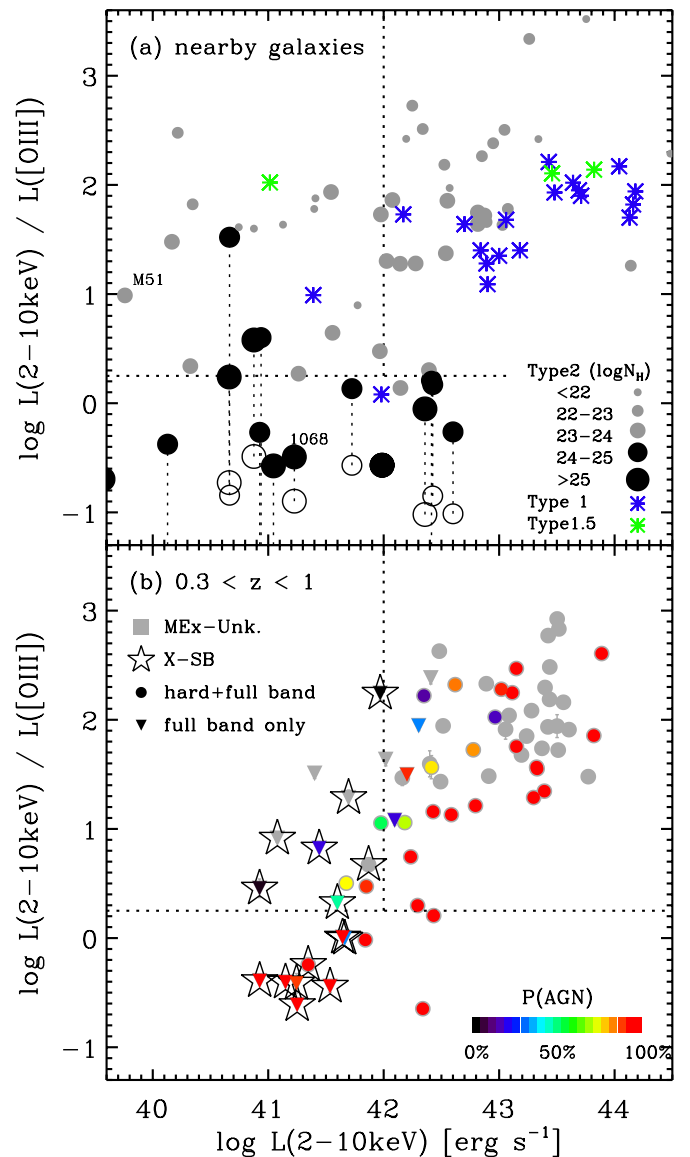 (a) nearby galaxies
log L(2-10keV) / L([OIII])
3
2
1
0
-1
M51
1068
Type2 (logN_H)
<22
22-23
23-24
24-25
>25
Type 1
Type1.5
(b) 0.3 < z < 1
MEx-Unk.
X-SB
hard+full band
full band only
log L(2-10keV) / L([OIII])
3
2
1
0
-1
P(AGN)
0% 50% 100%
40 41 42 43 44
log L(2-10keV) [erg s⁻¹]